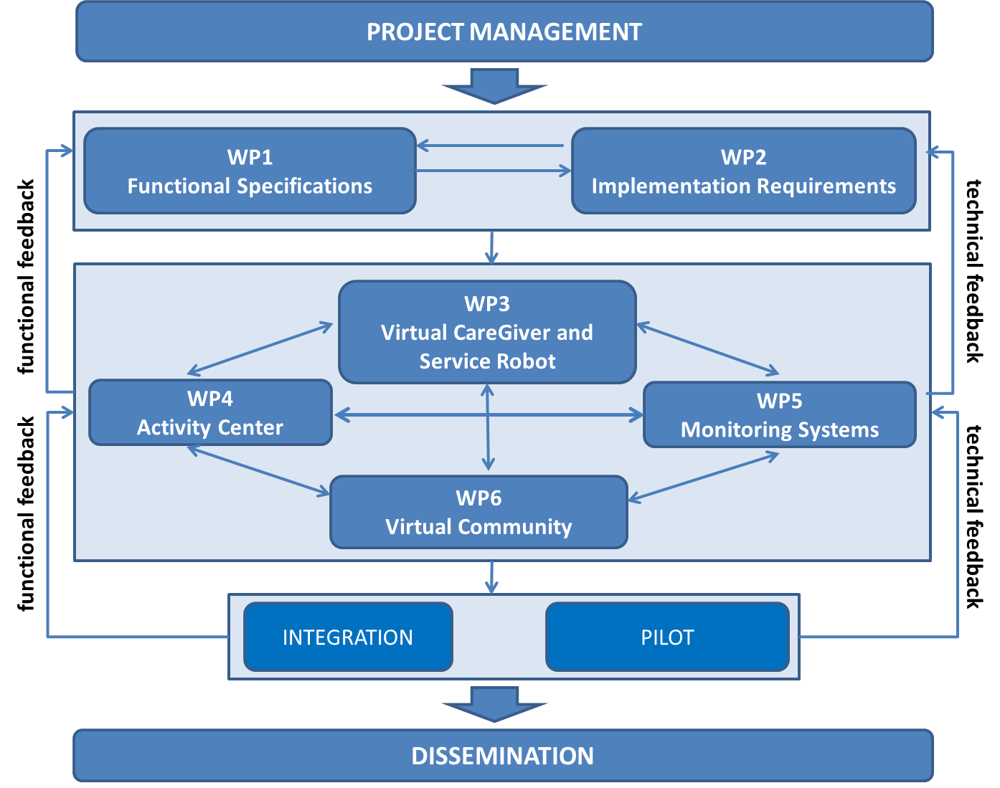 PROJECT MANAGEMENT
WP1
Functional Specifications
WP2
Implementation Requirements
functional feedback
technical feedback
WP3
Virtual CareGiver and
Service Robot
WP4
Activity Center
WP5
Monitoring Systems
WP6
Virtual Community
functional feedback
technical feedback
INTEGRATION
PILOT
DISSEMINATION